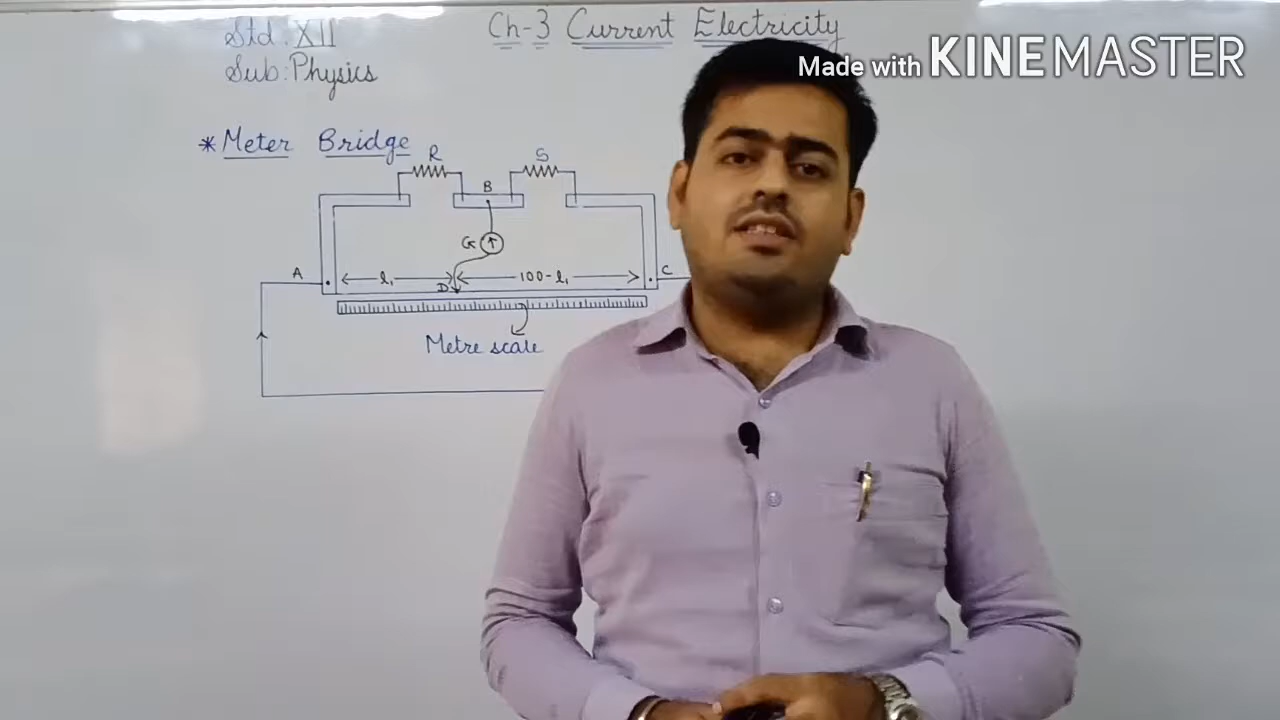 Std. XII
Ch-3 Current Electricity
Sub: Physics
Made with KINEMASTER
* Meter Bridge
R
S
B
G
A
l₁
D
100-l₁
C
Metre scale